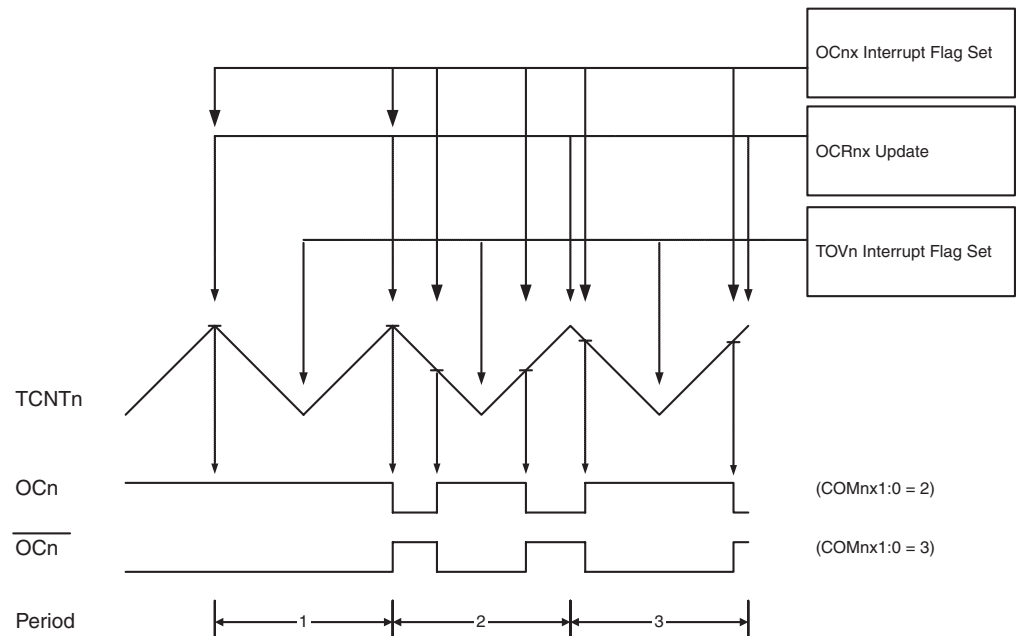 OCnx Interrupt Flag Set
OCRnx Update
TOVn Interrupt Flag Set
TCNTn
OCn (COMnx1:0 = 2)
OCn (COMnx1:0 = 3)
Period 1 2 3